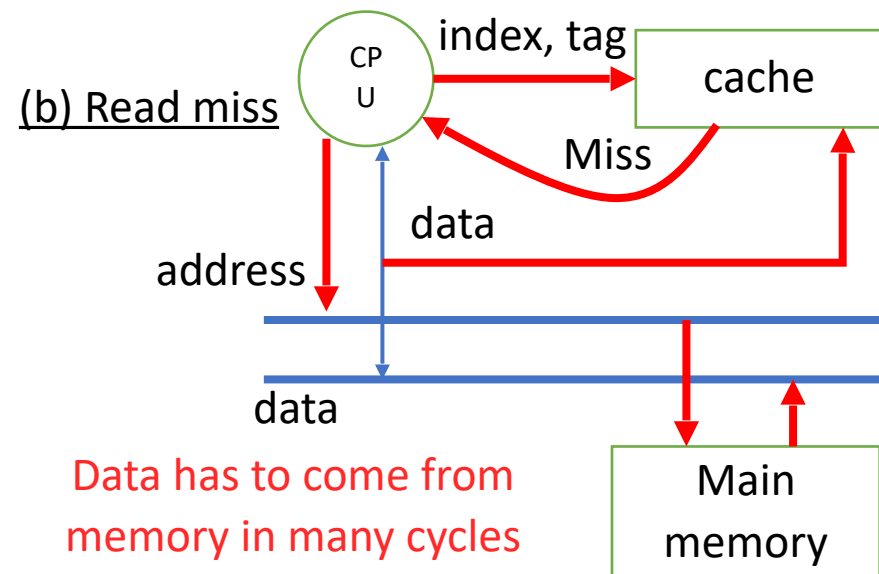 index, tag
CP
U
cache
(b) Read miss
Miss
data
address
data
Data has to come from
memory in many cycles
Main
memory